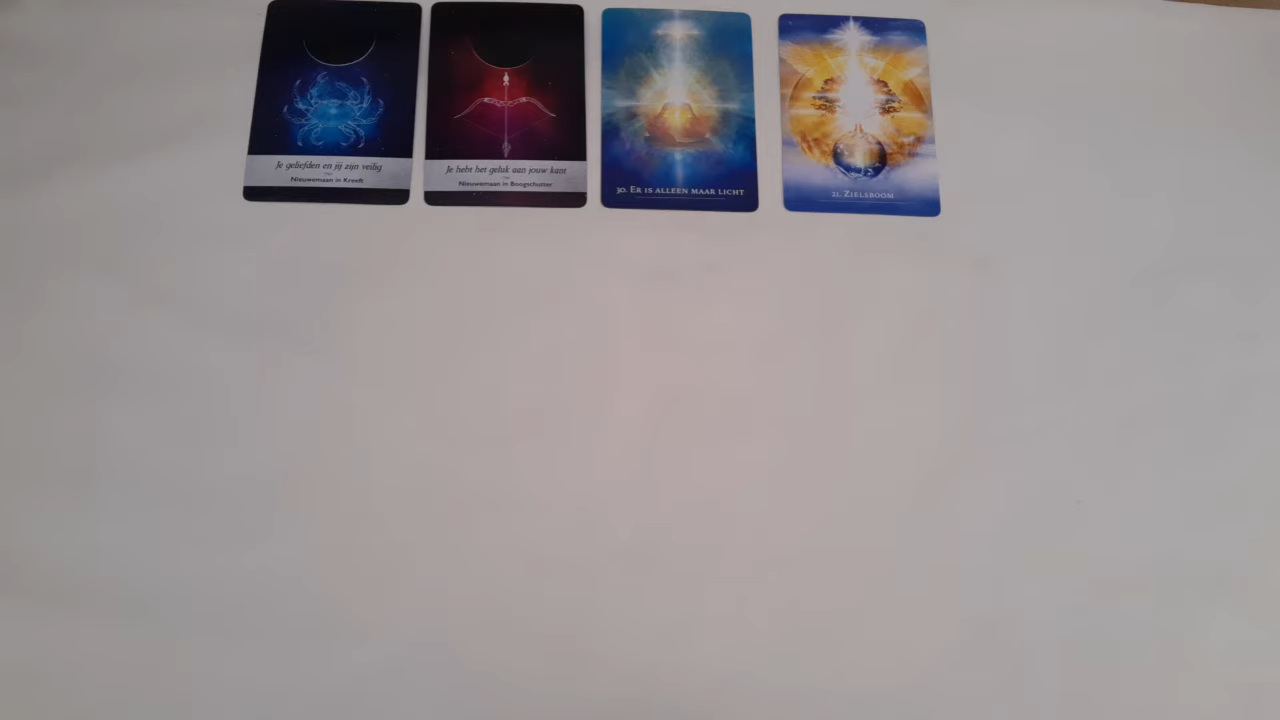 Je geliefden en jij zijn veilig
Nieuwemaan in Kreeft
Je hebt het geluk aan jouw kant
Nieuwemaan in Boogschutter
30. Er is alleen maar licht
21. Zielsboom